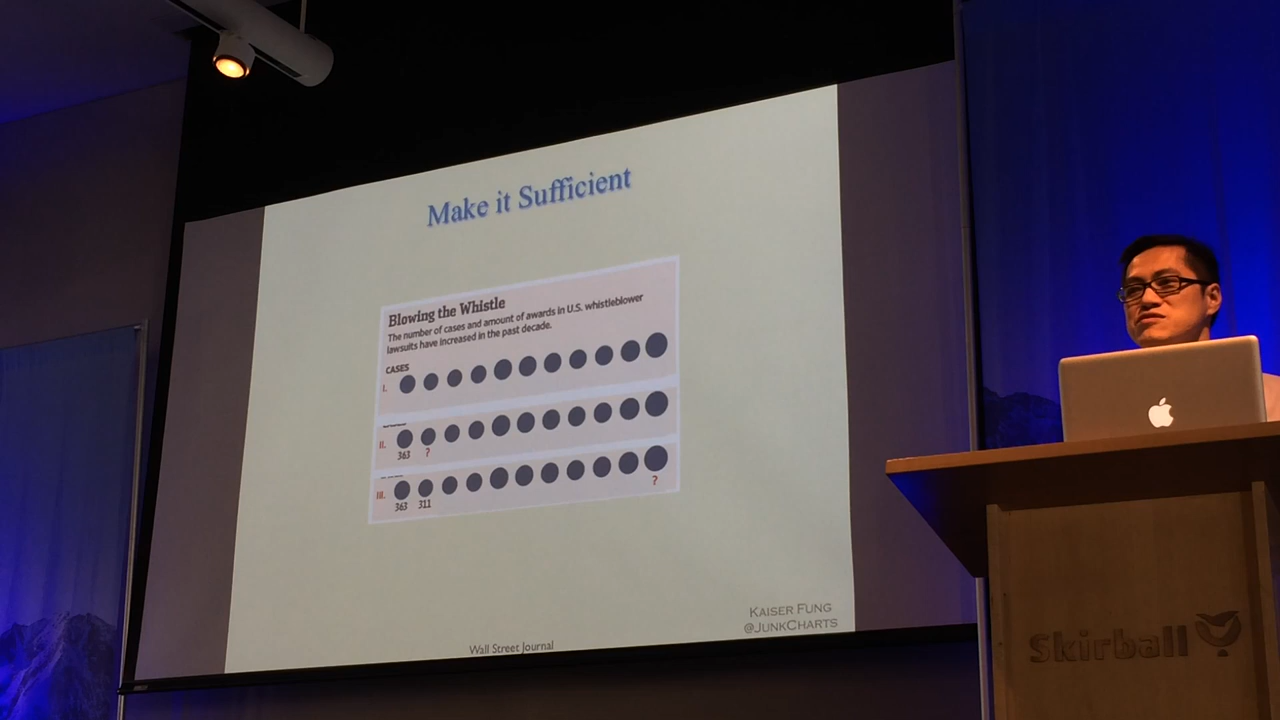 Make it Sufficient
Blowing the Whistle
The number of cases and amount of awards in U.S. whistleblower
lawsuits have increased in the past decade.
CASES
I.
II.
363 ?
III.
363 311 ?
KAISER FUNG
@JUNKCHARTS
Wall Street Journal
Skirball